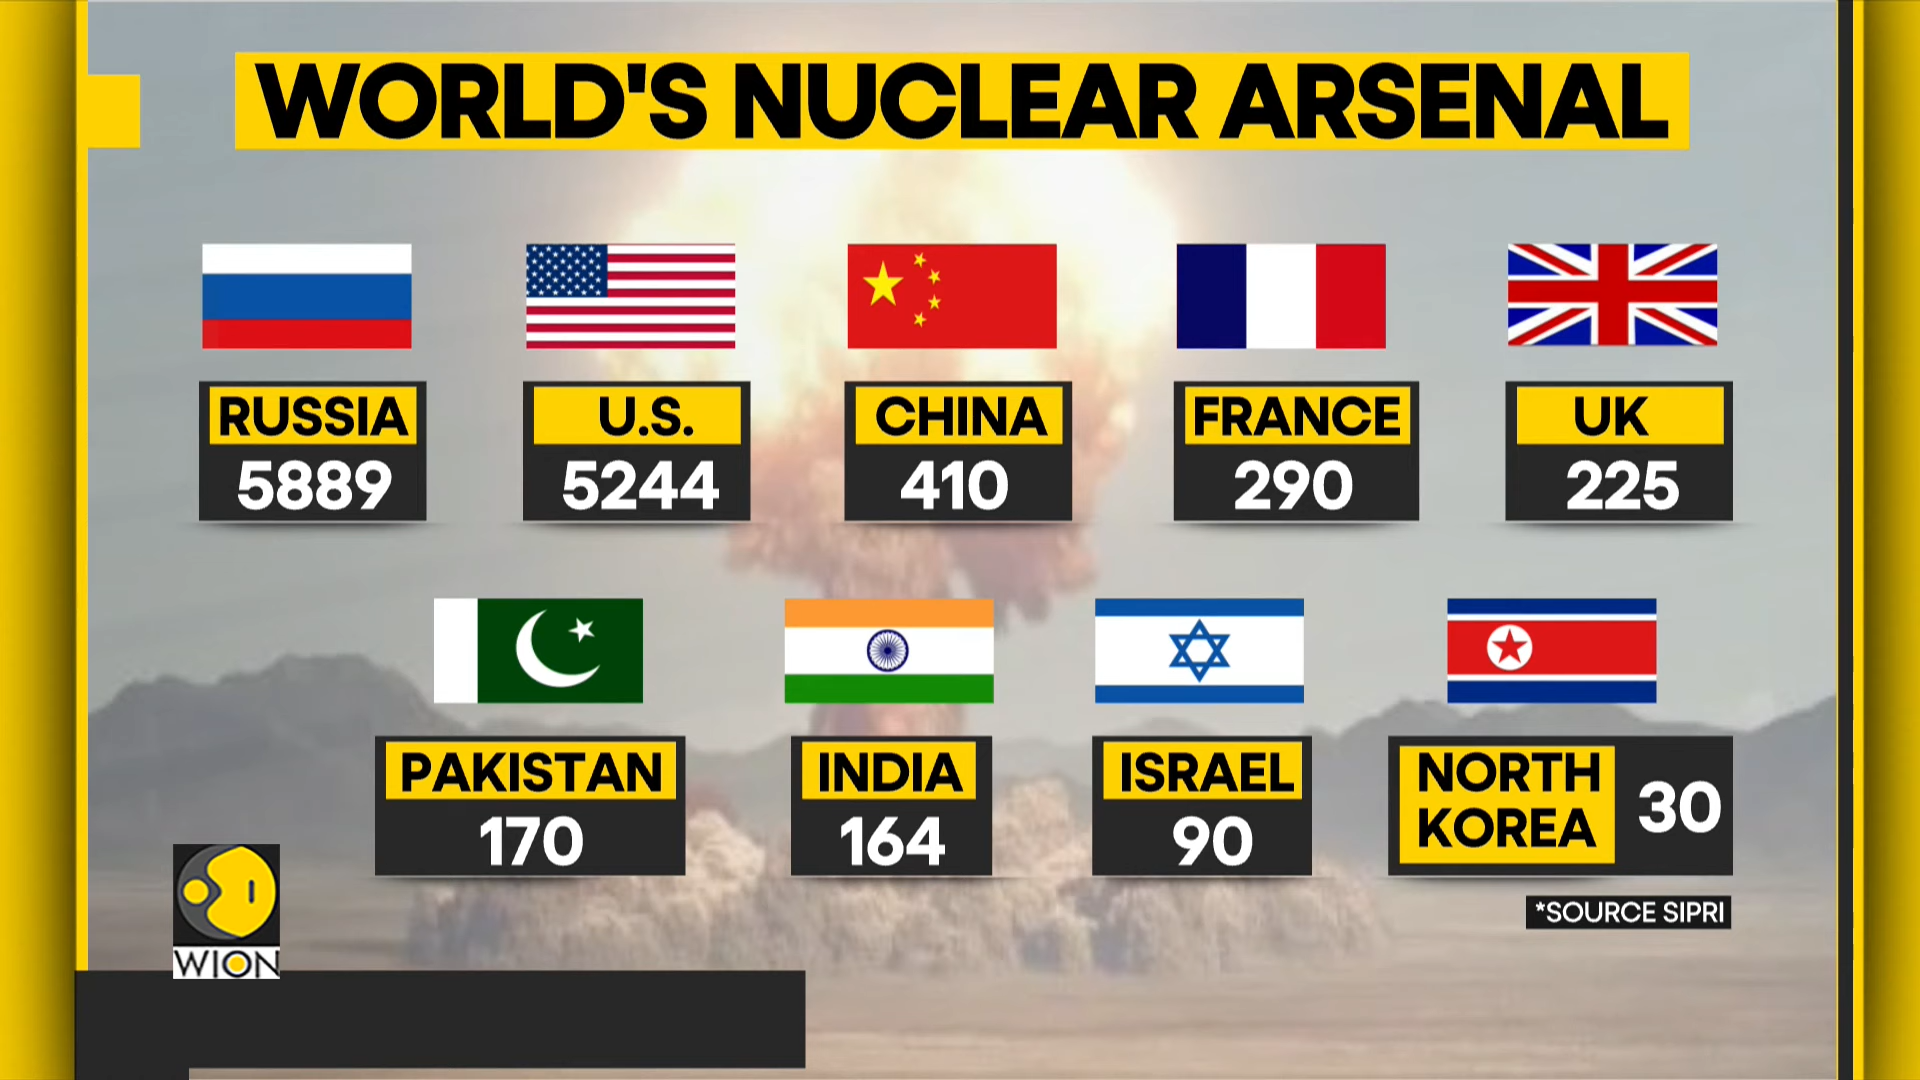 WORLD'S NUCLEAR ARSENAL
RUSSIA
5889
U.S.
5244
CHINA
410
FRANCE
290
UK
225
PAKISTAN
170
INDIA
164
ISRAEL
90
NORTH
KOREA
30
*SOURCE SIPRI
WION